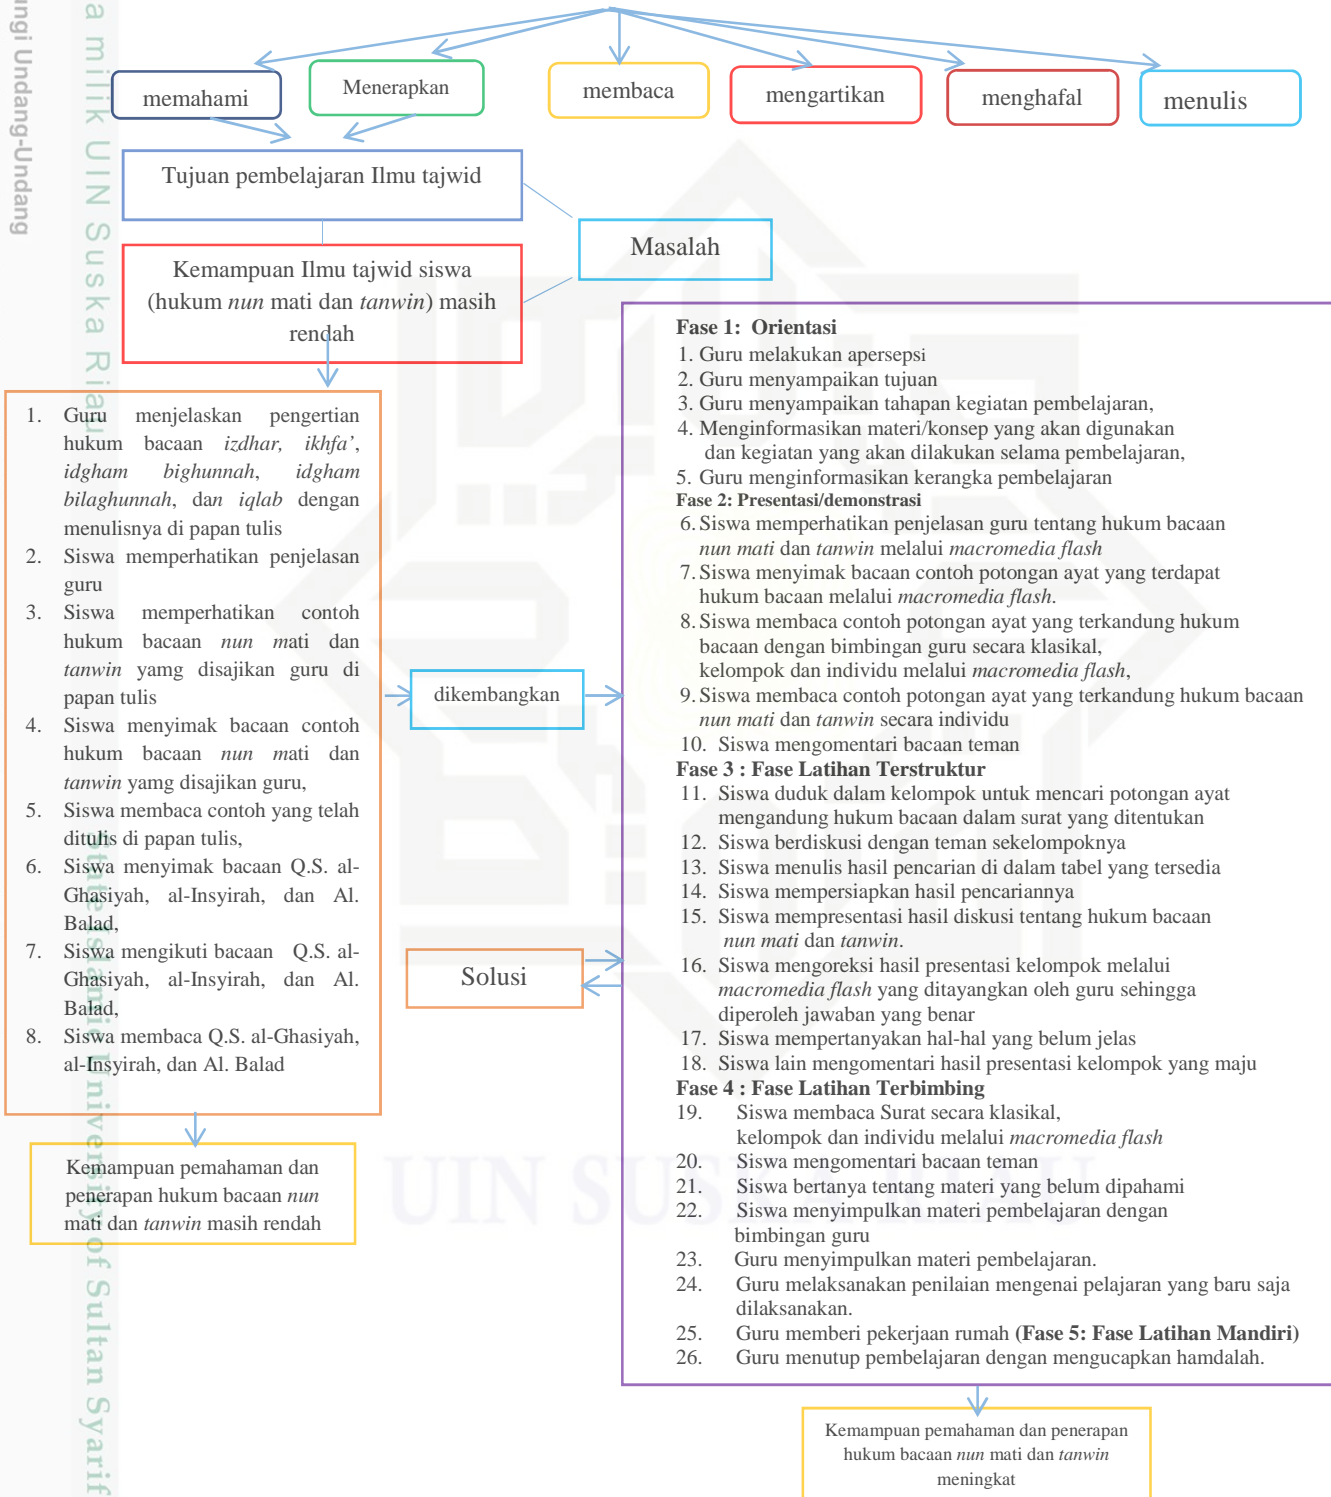 memahami
Menerapkan
membaca
mengartikan
menghafal
menulis
Tujuan pembelajaran Ilmu tajwid
Masalah
Kemampuan Ilmu tajwid siswa
(hukum nun mati dan tanwin) masih
rendah
1. Guru menjelaskan pengertian
hukum bacaan izdhar, ikhfa’,
idgham bighunnah, idgham
bilaghunnah, dan iqlab dengan
menulisnya di papan tulis
2. Siswa memperhatikan penjelasan
guru
3. Siswa memperhatikan contoh
hukum bacaan nun mati dan
tanwin yamg disajikan guru di
papan tulis
4. Siswa menyimak bacaan contoh
hukum bacaan nun mati dan
tanwin yamg disajikan guru,
5. Siswa membaca contoh yang telah
ditulis di papan tulis,
6. Siswa menyimak bacaan Q.S. al-
Ghasiyah, al-Insyirah, dan Al.
Balad,
7. Siswa mengikuti bacaan Q.S. al-
Ghasiyah, al-Insyirah, dan Al.
Balad,
8. Siswa membaca Q.S. al-Ghasiyah,
al-Insyirah, dan Al. Balad
Kemampuan pemahaman dan
penerapan hukum bacaan nun
mati dan tanwin masih rendah
dikembangkan
Solusi
Fase 1: Orientasi
1. Guru melakukan apersepsi
2. Guru menyampaikan tujuan
3. Guru menyampaikan tahapan kegiatan pembelajaran,
4. Menginformasikan materi/konsep yang akan digunakan
dan kegiatan yang akan dilakukan selama pembelajaran,
5. Guru menginformasikan kerangka pembelajaran
Fase 2: Presentasi/demonstrasi
6. Siswa memperhatikan penjelasan guru tentang hukum bacaan
nun mati dan tanwin melalui macromedia flash
7. Siswa menyimak bacaan contoh potongan ayat yang terdapat
hukum bacaan melalui macromedia flash.
8. Siswa membaca contoh potongan ayat yang terkandung hukum
bacaan dengan bimbingan guru secara klasikal,
kelompok dan individu melalui macromedia flash,
9. Siswa membaca contoh potongan ayat yang terkandung hukum bacaan
nun mati dan tanwin secara individu
10. Siswa mengomentari bacaan teman
Fase 3 : Fase Latihan Terstruktur
11. Siswa duduk dalam kelompok untuk mencari potongan ayat
mengandung hukum bacaan dalam surat yang ditentukan
12. Siswa berdiskusi dengan teman sekelompoknya
13. Siswa menulis hasil pencarian di dalam tabel yang tersedia
14. Siswa mempersiapkan hasil pencariannya
15. Siswa mempresentasi hasil diskusi tentang hukum bacaan
nun mati dan tanwin.
16. Siswa mengoreksi hasil presentasi kelompok melalui
macromedia flash yang ditayangkan oleh guru sehingga
diperoleh jawaban yang benar
17. Siswa mempertanyakan hal-hal yang belum jelas
18. Siswa lain mengomentari hasil presentasi kelompok yang maju
Fase 4 : Fase Latihan Terbimbing
19. Siswa membaca Surat secara klasikal,
kelompok dan individu melalui macromedia flash
20. Siswa mengomentari bacaan teman
21. Siswa bertanya tentang materi yang belum dipahami
22. Siswa menyimpulkan materi pembelajaran dengan
bimbingan guru
23. Guru menyimpulkan materi pembelajaran.
24. Guru melaksanakan penilaian mengenai pelajaran yang baru saja
dilaksanakan.
25. Guru memberi pekerjaan rumah (Fase 5: Fase Latihan Mandiri)
26. Guru menutup pembelajaran dengan mengucapkan hamdalah.
Kemampuan pemahaman dan penerapan
hukum bacaan nun mati dan tanwin
meningkat
ngi Undang-Undang
a milik UIN Suska Riau
State Islamic University of Sultan Syarif
UIN SUSKA RIAU